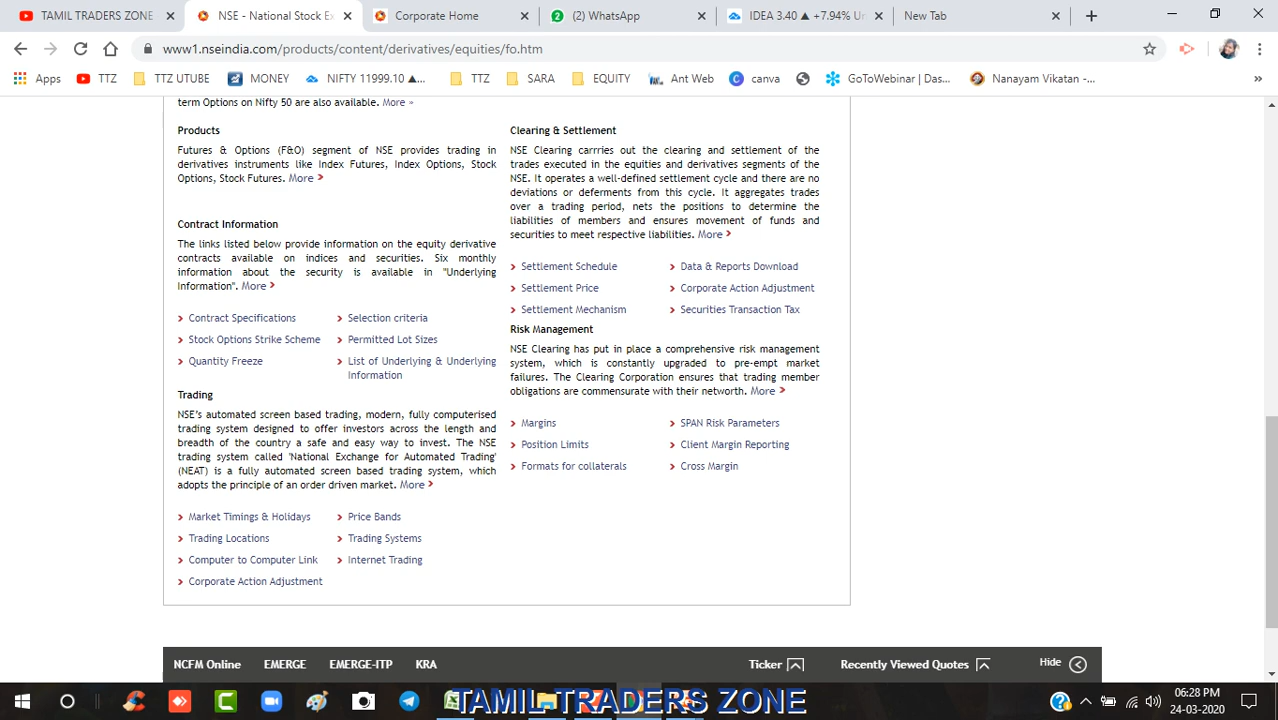 TAMIL TRADERS ZONE
NSE - National Stock Ex
Corporate Home
(2) WhatsApp
IDEA 3.40 ▲ +7.94% Un
New Tab
www1.nseindia.com/products/content/derivatives/equities/fo.htm
Apps
TTZ
TTZ UTUBE
MONEY
NIFTY 11999.10 ▲...
TTZ
SARA
EQUITY
Ant Web
canva
GoToWebinar | Das...
Nanayam Vikatan -...
»
term Options on Nifty 50 are also available. More »
Products
Futures & Options (F&O) segment of NSE provides trading in
derivatives instruments like Index Futures, Index Options, Stock
Options, Stock Futures. More
Contract Information
The links listed below provide information on the equity derivative
contracts available on indices and securities. Six monthly
information about the security is available in "Underlying
Information". More
Contract Specifications
Selection criteria
Stock Options Strike Scheme
Permitted Lot Sizes
Quantity Freeze
List of Underlying & Underlying
Information
Trading
NSE's automated screen based trading, modern, fully computerised
trading system designed to offer investors across the length and
breadth of the country a safe and easy way to invest. The NSE
trading system called 'National Exchange for Automated Trading'
(NEAT) is a fully automated screen based trading system, which
adopts the principle of an order driven market. More
Market Timings & Holidays
Price Bands
Trading Locations
Trading Systems
Computer to Computer Link
Internet Trading
Corporate Action Adjustment
Clearing & Settlement
NSE Clearing carrries out the clearing and settlement of the
trades executed in the equities and derivatives segments of the
NSE. It operates a well-defined settlement cycle and there are no
deviations or deferments from this cycle. It aggregates trades
over a trading period, nets the positions to determine the
liabilities of members and ensures movement of funds and
securities to meet respective liabilities. More
Settlement Schedule
Data & Reports Download
Settlement Price
Corporate Action Adjustment
Settlement Mechanism
Securities Transaction Tax
Risk Management
NSE Clearing has put in place a comprehensive risk management
system, which is constantly upgraded to pre-empt market
failures. The Clearing Corporation ensures that trading member
obligations are commensurate with their networth. More
Margins
SPAN Risk Parameters
Position Limits
Client Margin Reporting
Formats for collaterals
Cross Margin
NCFM Online
EMERGE
EMERGE-ITP
KRA
Ticker
Recently Viewed Quotes
Hide
TAMIL TRADERS ZONE
06:28 PM
24-03-2020